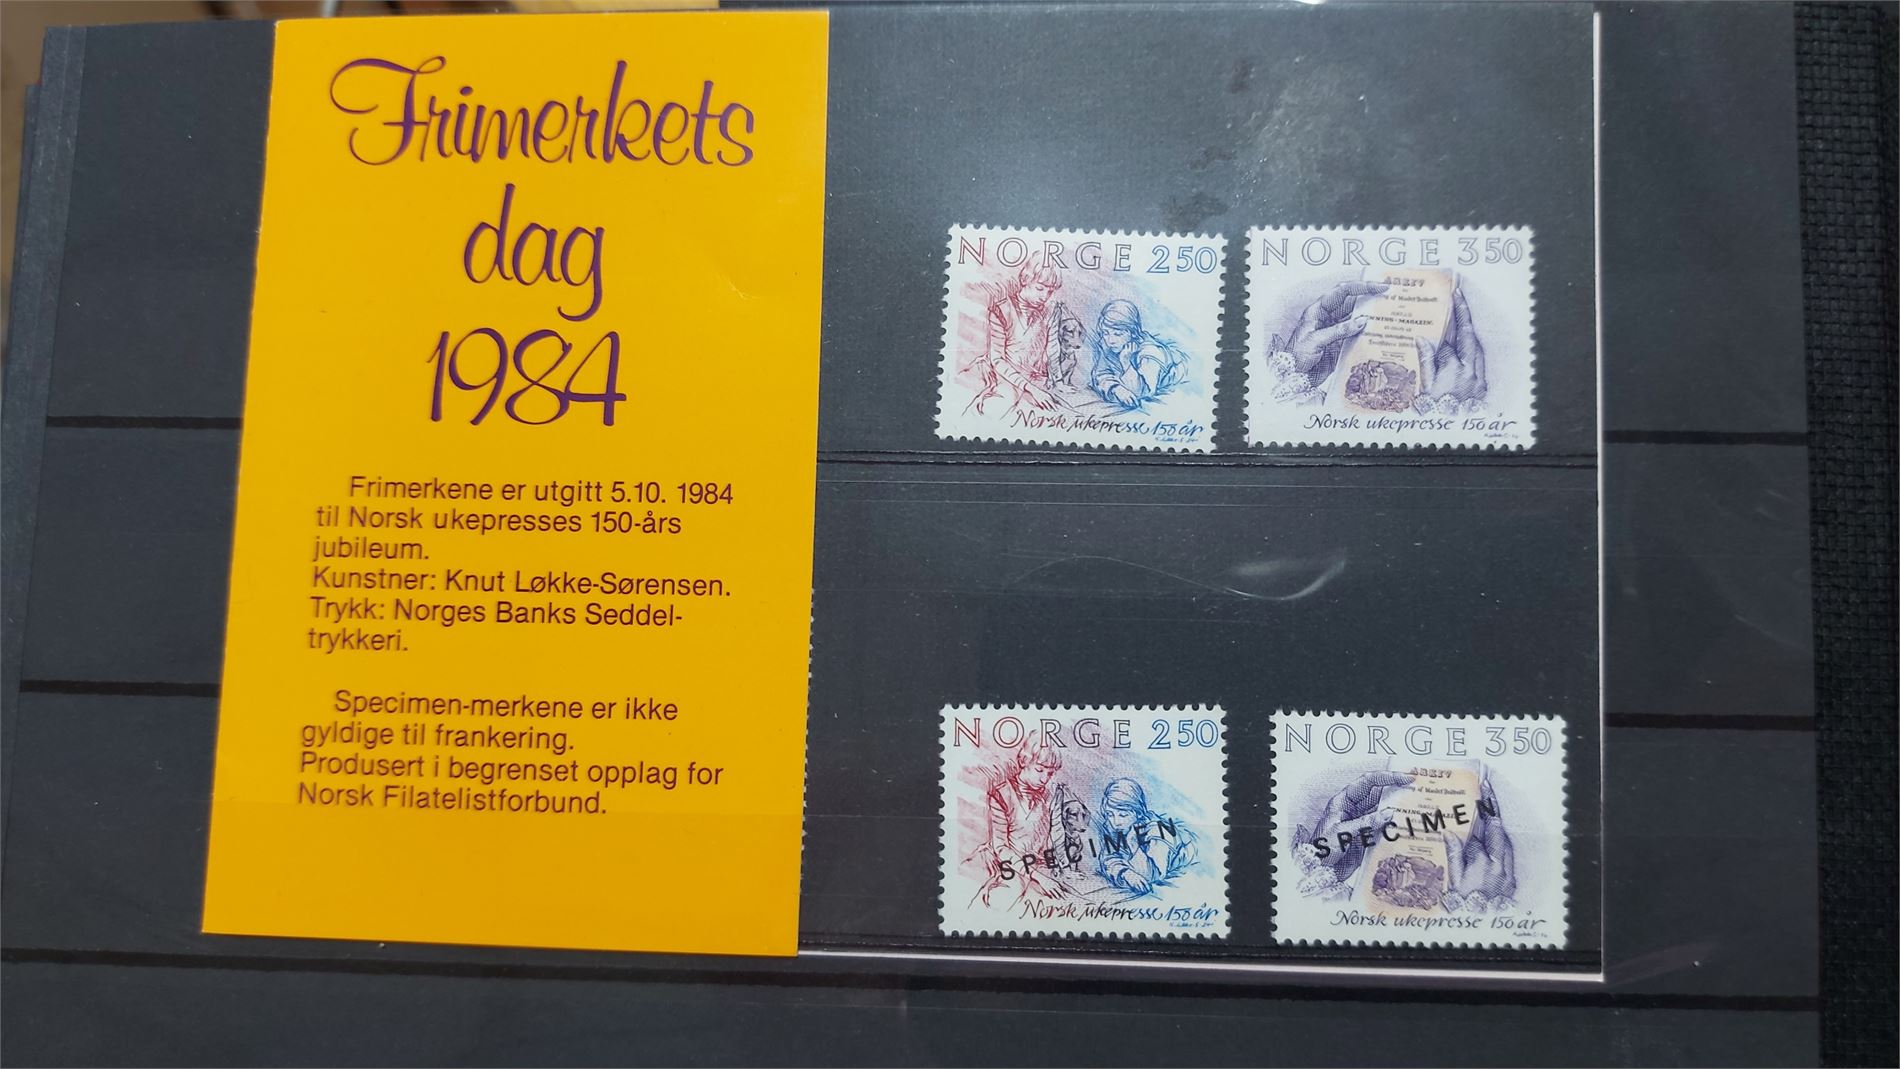 Frimerkets
dag
1984
Frimerkene er utgitt 5.10. 1984
til Norsk ukepresses 150-års
jubileum.
Kunstner: Knut Løkke-Sørensen.
Trykk: Norges Banks Seddel-
trykkeri.
Specimen-merkene er ikke
gyldige til frankering.
Produsert i begrenset opplag for
Norsk Filatelistforbund.
NORGE 250
Norsk ukepresse 150 år
NORGE 350
Norsk ukepresse 150 år
NORGE 250
SPECIMEN
Norsk ukepresse 150 år
NORGE 350
SPECIMEN
Norsk ukepresse 150 år